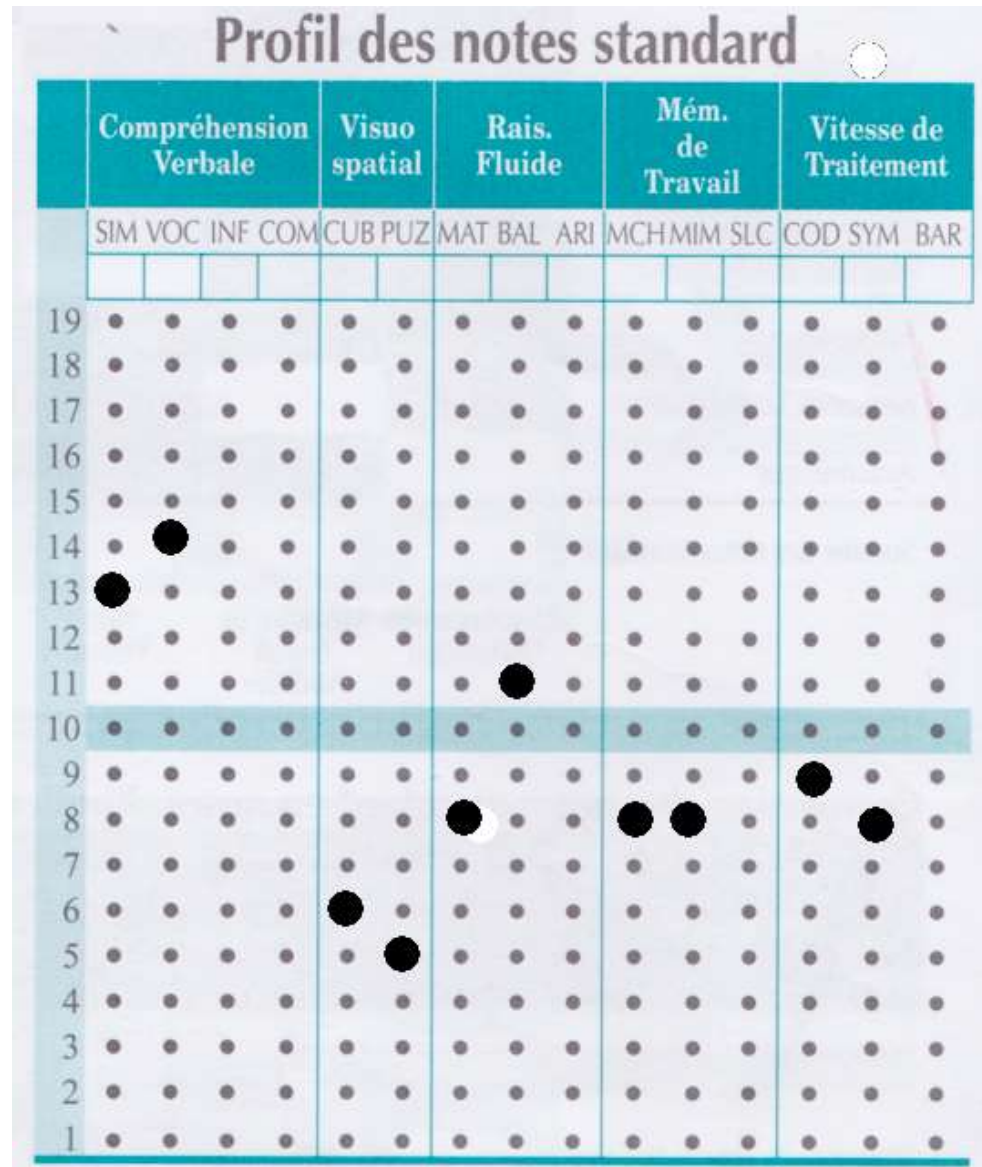 Profil des notes standard
Compréhension Verbale
Visuo spatial
Rais. Fluide
Mém. de Travail
Vitesse de Traitement
SIM VOC INF COM CUB PUZ MAT BAL ARI MCH MIM SLC COD SYM BAR
19
18
17
16
15
14
13
12
11
10
9
8
7
6
5
4
3
2
1